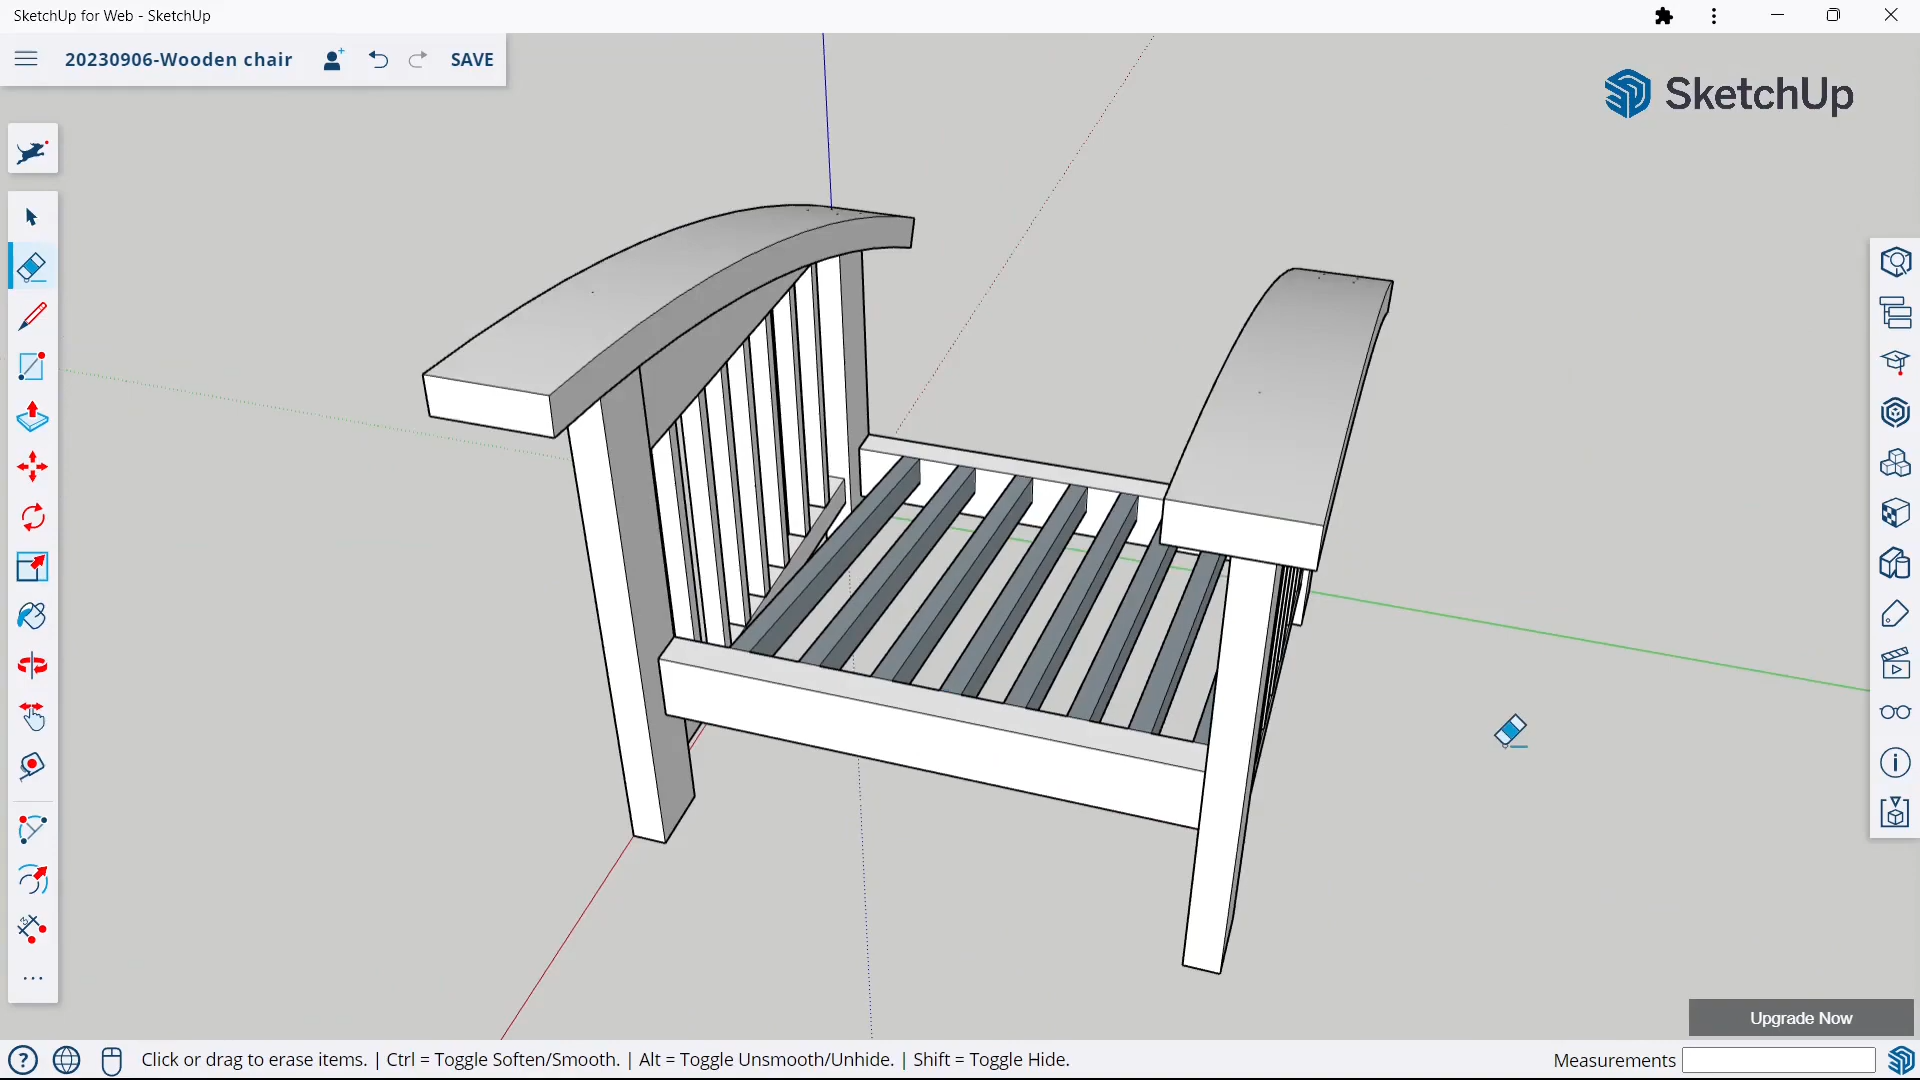 SketchUp for Web - SketchUp
20230906-Wooden chair
SAVE
SketchUp
Upgrade Now
Click or drag to erase items. | Ctrl = Toggle Soften/Smooth. | Alt = Toggle Unsmooth/Unhide. | Shift = Toggle Hide.
Measurements